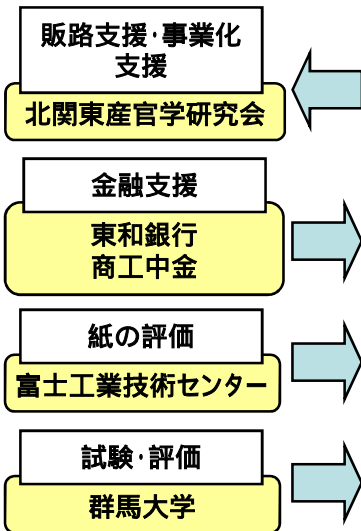 販路支援・事業化
支援
北関東産官学研究会
金融支援
東和銀行
商工中金
紙の評価
富士工業技術センター
試験・評価
群馬大学